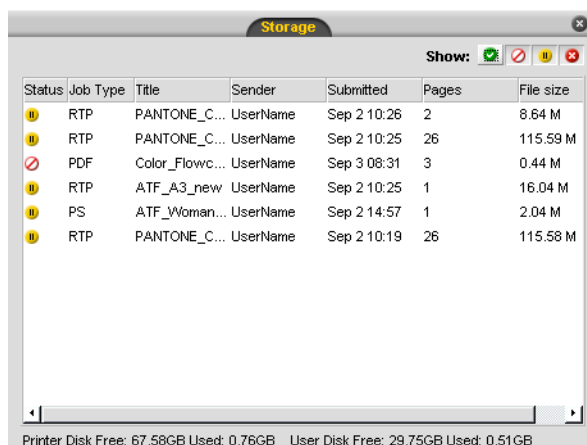 Storage
Show:
Status Job Type Title Sender Submitted Pages File size
RTP PANTONE_C... UserName Sep 2 10:26 2 8.64 M
RTP PANTONE_C... UserName Sep 2 10:25 26 115.59 M
PDF Color_Flowc... UserName Sep 3 08:31 3 0.44 M
RTP ATF_A3_new UserName Sep 2 10:25 1 16.04 M
PS ATF_Woman... UserName Sep 2 14:57 1 2.04 M
RTP PANTONE_C... UserName Sep 2 10:19 26 115.58 M
Printer Disk Free: 67.58GB Used: 0.76GB User Disk Free: 29.75GB Used: 0.51GB